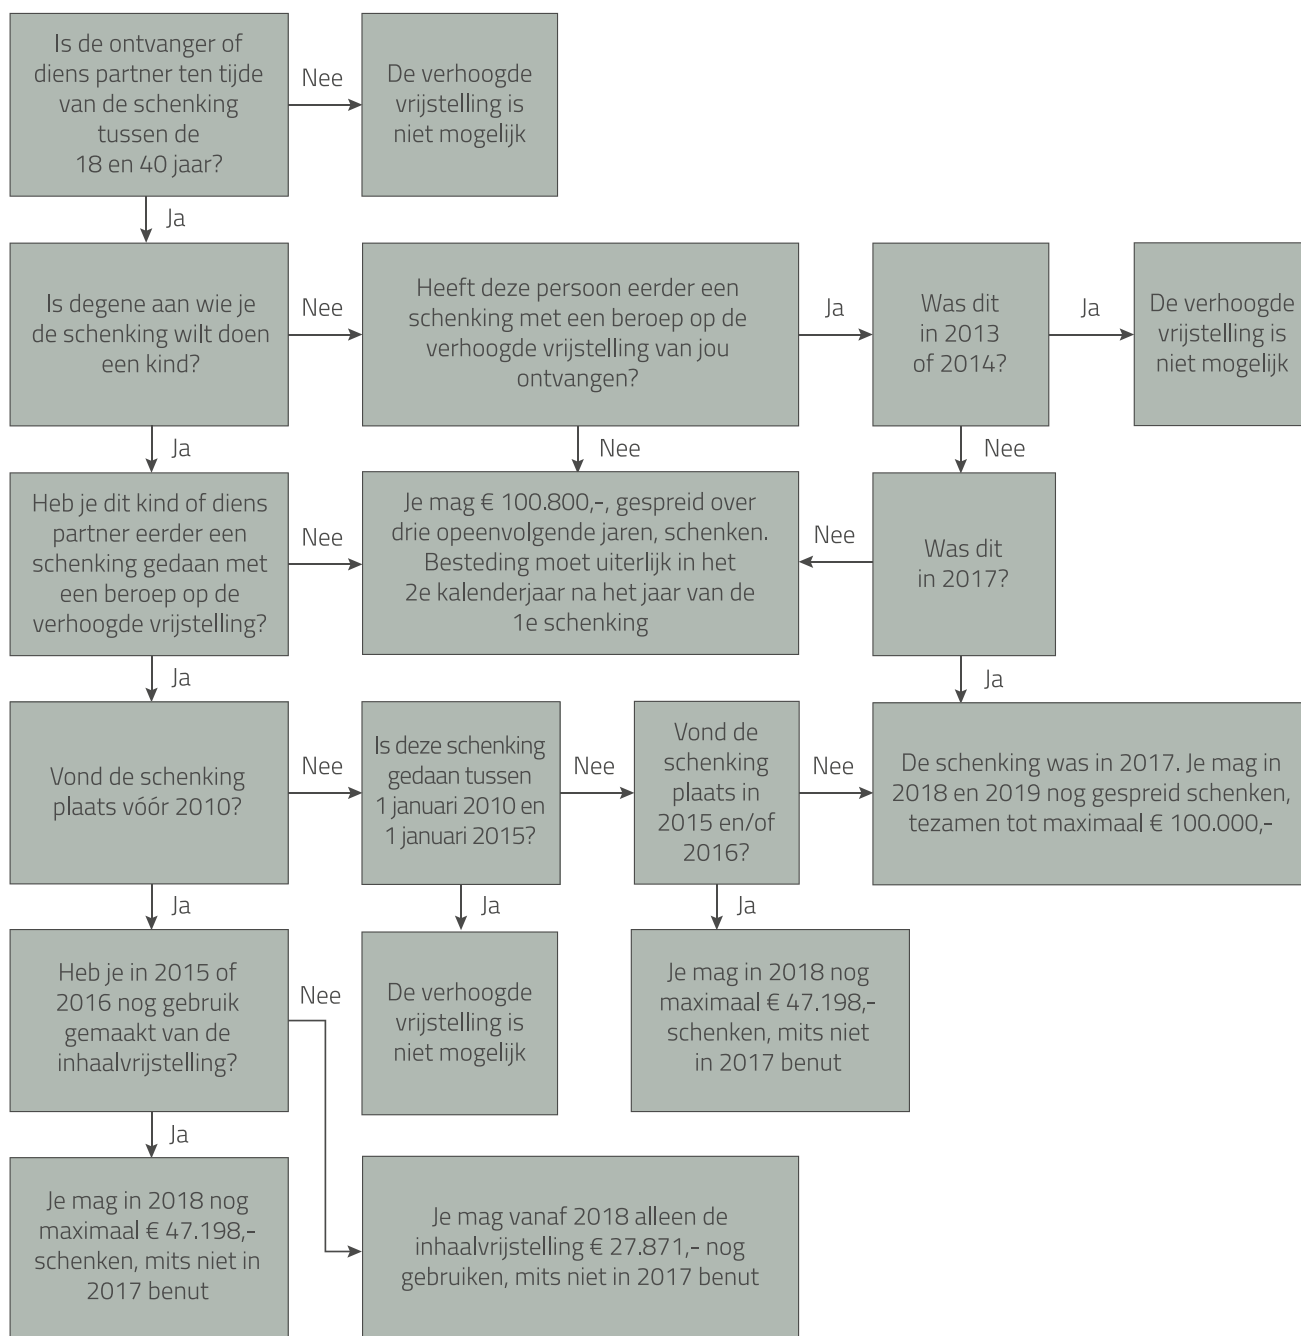 Is de ontvanger of
diens partner ten tijde
van de schenking
tussen de
18 en 40 jaar?
Nee
De verhoogde
vrijstelling is
niet mogelijk
Ja
Is degene aan wie je
de schenking wilt doen
een kind?
Nee
Heeft deze persoon eerder een
schenking met een beroep op de
verhoogde vrijstelling van jou
ontvangen?
Ja
Was dit
in 2013
of 2014?
Ja
De verhoogde
vrijstelling is
niet mogelijk
Ja
Nee
Nee
Heb je dit kind of diens
partner eerder een
schenking gedaan met
een beroep op de
verhoogde vrijstelling?
Nee
Je mag € 100.800,-, gespreid over
drie opeenvolgende jaren, schenken.
Besteding moet uiterlijk in het
2e kalenderjaar na het jaar van de
1e schenking
Nee
Was dit
in 2017?
Ja
Ja
Vond de schenking
plaats vóór 2010?
Nee
Is deze schenking
gedaan tussen
1 januari 2010 en
1 januari 2015?
Nee
Vond de
schenking
plaats in
2015 en/of
2016?
Nee
De schenking was in 2017. Je mag in
2018 en 2019 nog gespreid schenken,
tezamen tot maximaal € 100.000,-
Ja
Ja
Ja
Heb je in 2015 of
2016 nog gebruik
gemaakt van de
inhaalvrijstelling?
Nee
De verhoogde
vrijstelling is
niet mogelijk
Je mag in 2018 nog
maximaal € 47.198,-
schenken, mits niet
in 2017 benut
Ja
Je mag in 2018 nog
maximaal € 47.198,-
schenken, mits niet in
2017 benut
Je mag vanaf 2018 alleen de
inhaalvrijstelling € 27.871,- nog
gebruiken, mits niet in 2017 benut